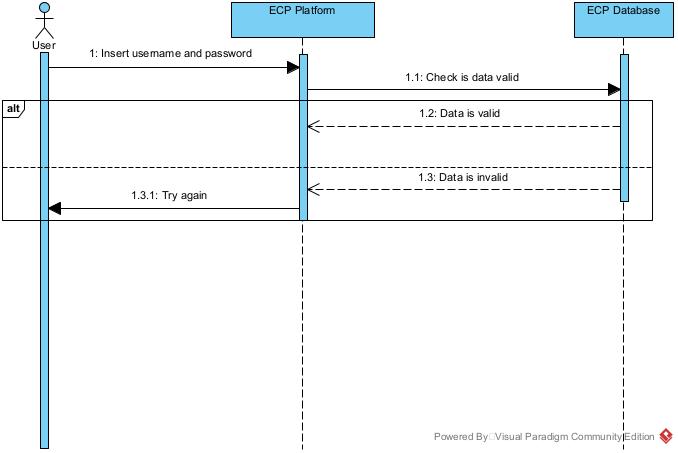 ECP Platform
ECP Database
User
1: Insert username and password
1.1: Check is data valid
alt
1.2: Data is valid
1.3: Data is invalid
1.3.1: Try again
Powered By Visual Paradigm Community Edition